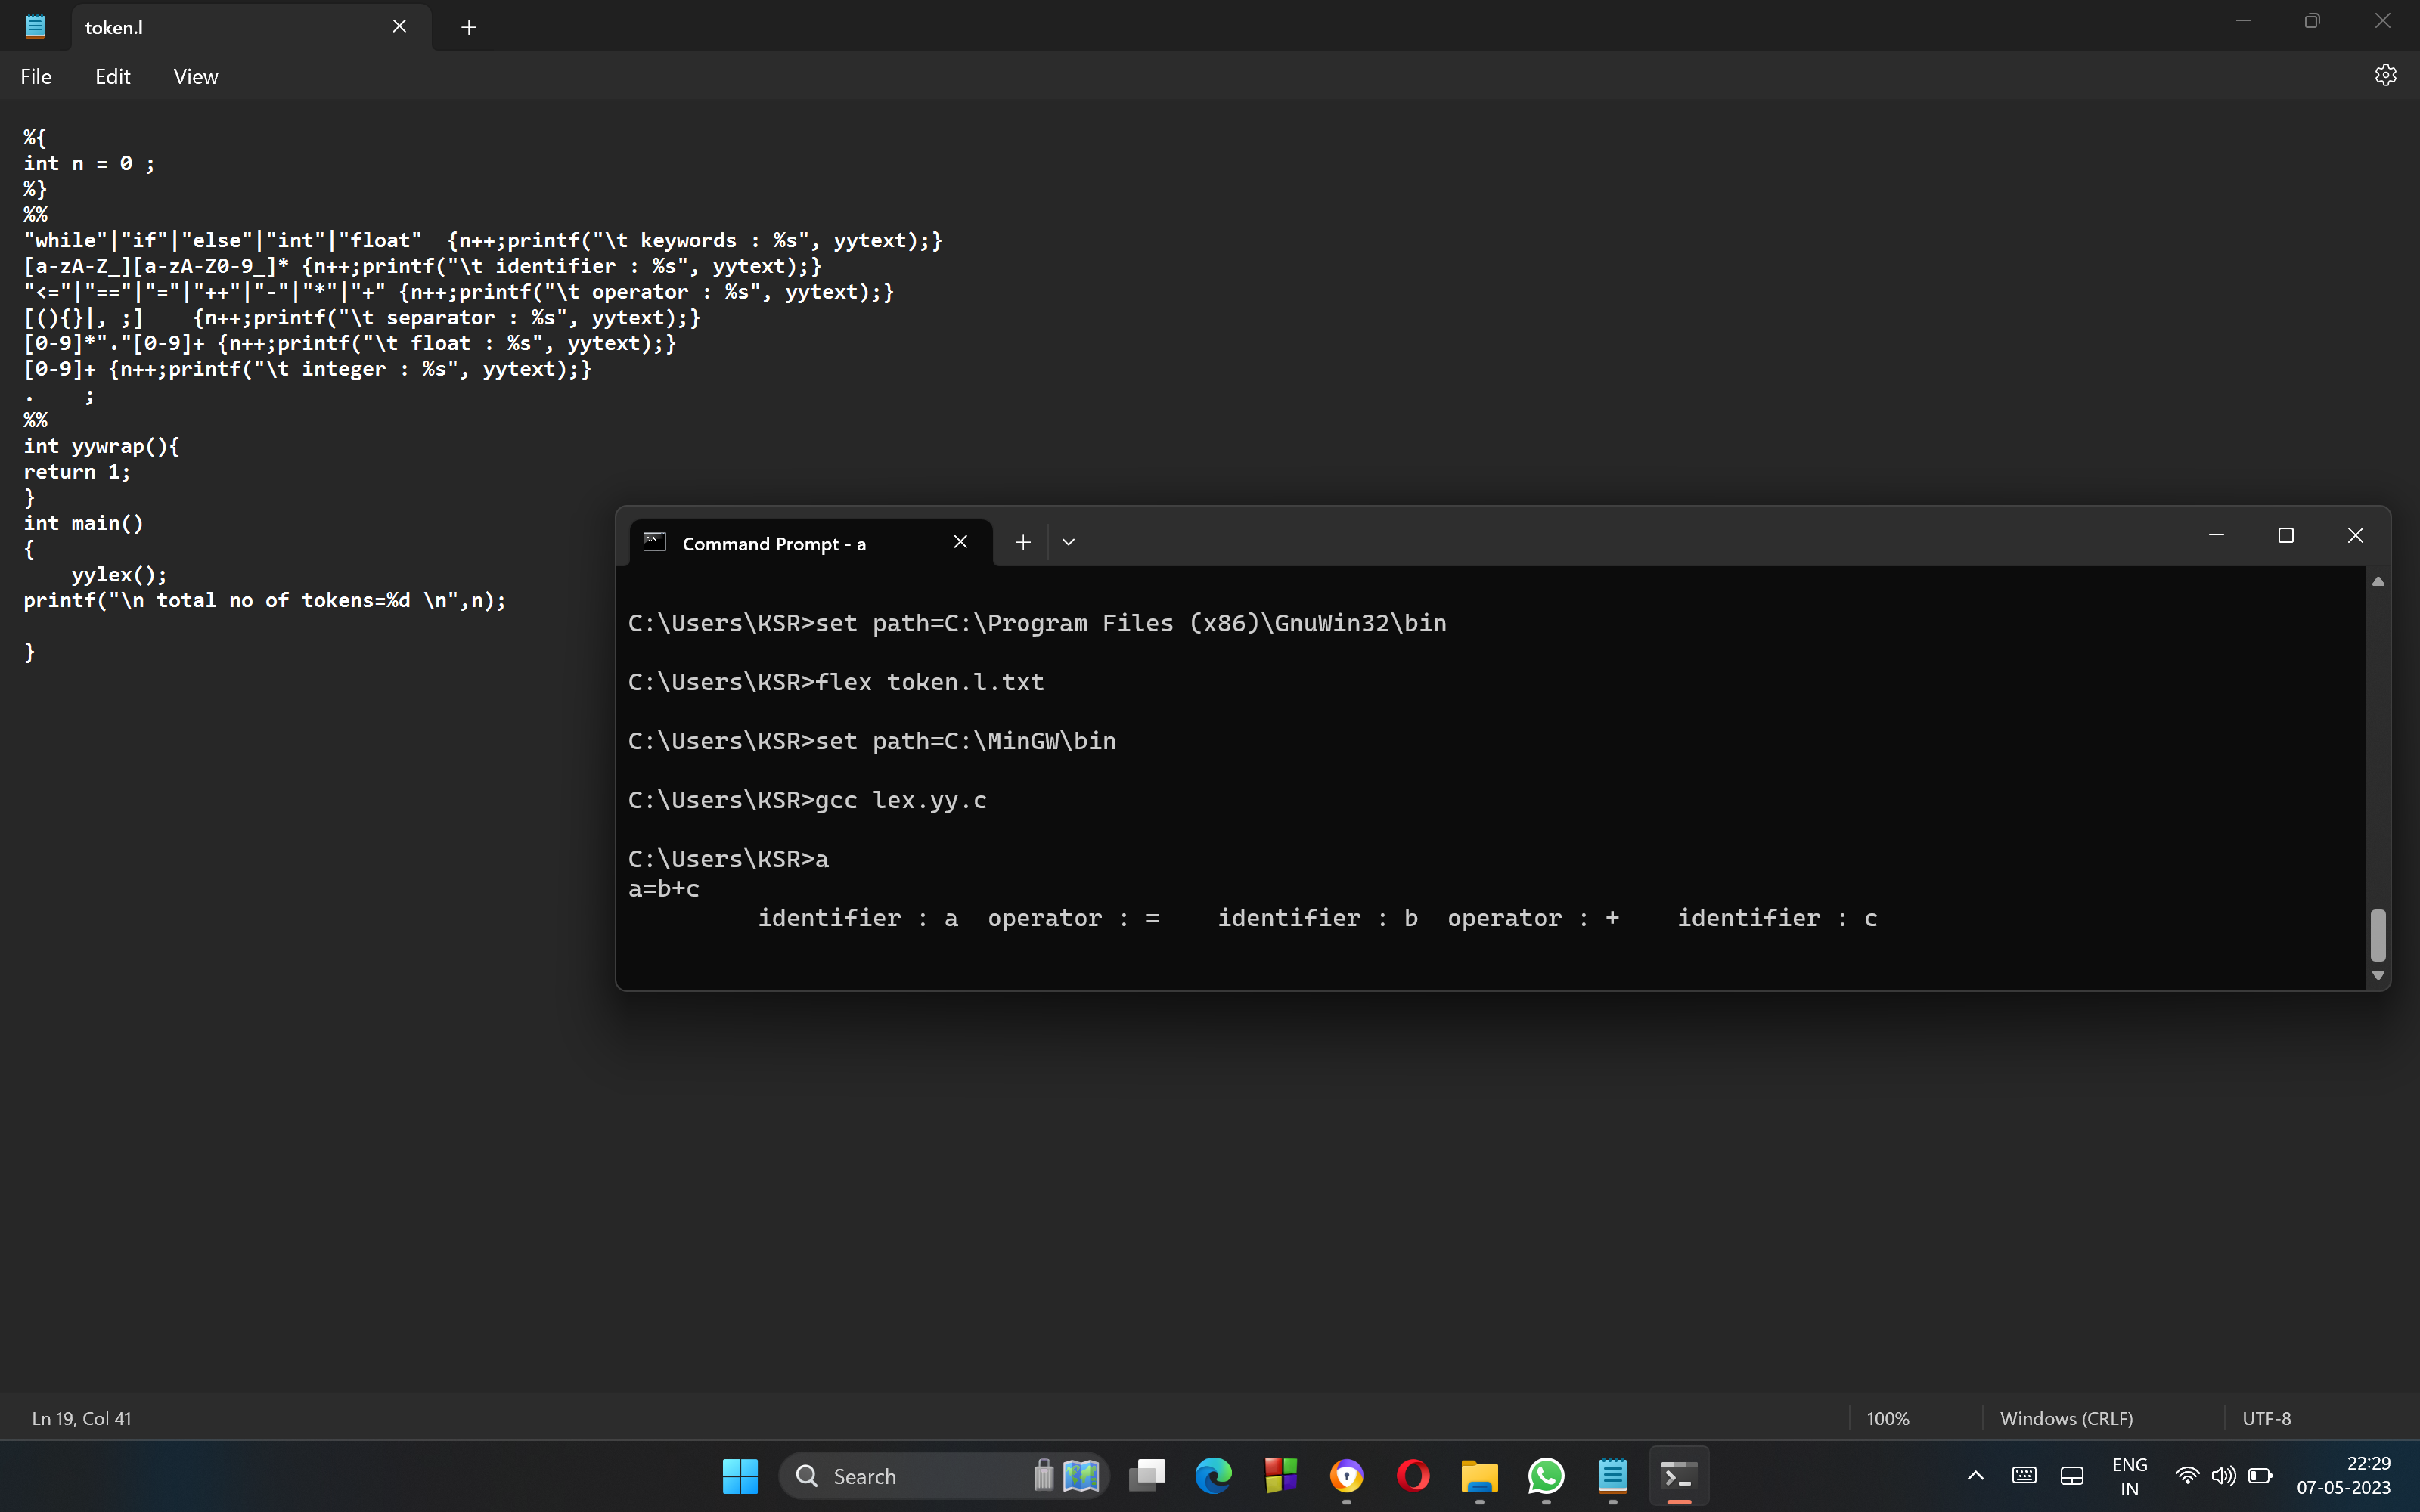 token.l
File Edit View
%{
int n = 0 ;
%}
%%
"while"|"if"|"else"|"int"|"float"  {n++;printf("\t keywords : %s", yytext);}
[a-zA-Z_][a-zA-Z0-9_]* {n++;printf("\t identifier : %s", yytext);}
"<="|"=="|"="|"++"|"-"|"*"|"+" {n++;printf("\t operator : %s", yytext);}
[(){}|, ;]    {n++;printf("\t separator : %s", yytext);}
[0-9]*"."[0-9]+ {n++;printf("\t float : %s", yytext);}
[0-9]+ {n++;printf("\t integer : %s", yytext);}
.    ;
%%
int yywrap(){
return 1;
}
int main()
{
    yylex();
printf("\n total no of tokens=%d \n",n);
}
Command Prompt - a
C:\Users\KSR>set path=C:\Program Files (x86)\GnuWin32\bin
C:\Users\KSR>flex token.l.txt
C:\Users\KSR>set path=C:\MinGW\bin
C:\Users\KSR>gcc lex.yy.c
C:\Users\KSR>a
a=b+c
identifier : a  operator : =    identifier : b  operator : +    identifier : c
Ln 19, Col 41 100% Windows (CRLF) UTF-8
Search
ENG
IN
22:29
07-05-2023